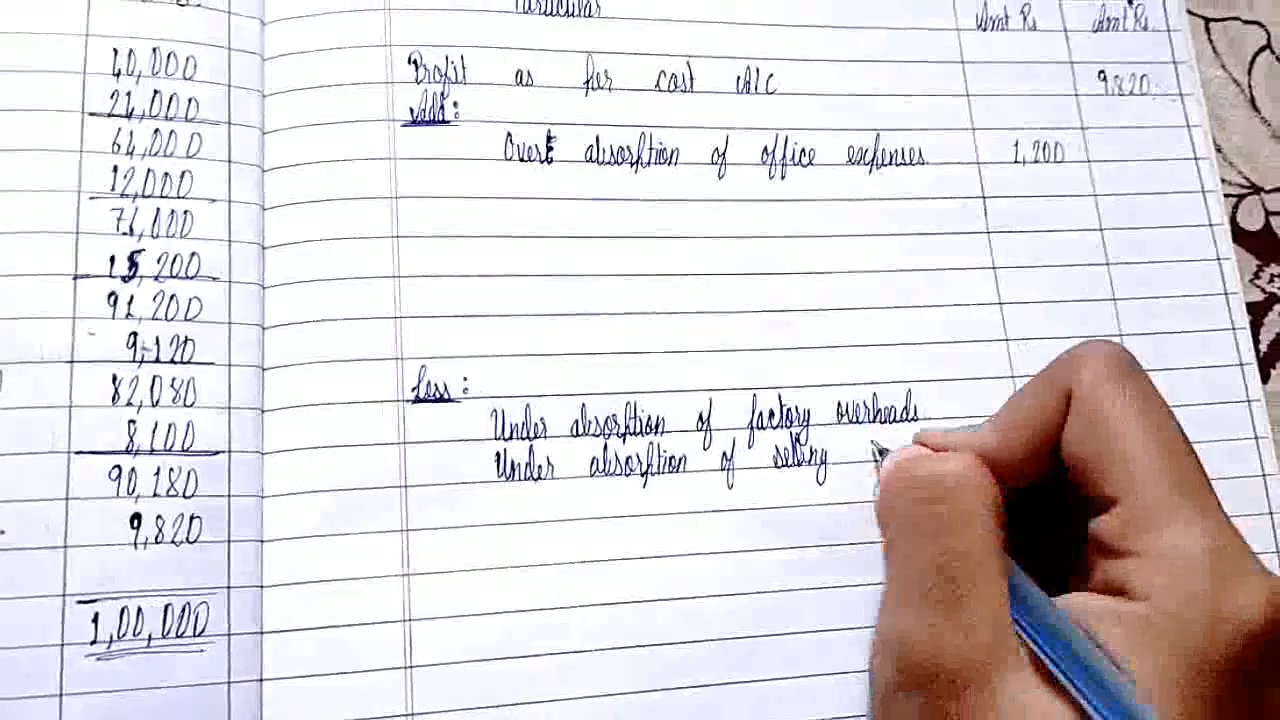 40,000
24,000
64,000
12,000
76,000
15,200
91,200
9,120
82,080
8,100
90,180
9,820
1,00,000
Particular Amt Rs Amt Rs.
Profit as per cost A/C 9,820
Add:
Over absorption of office expenses 1,200
Less:
Under absorption of factory overheads
Under absorption of selling